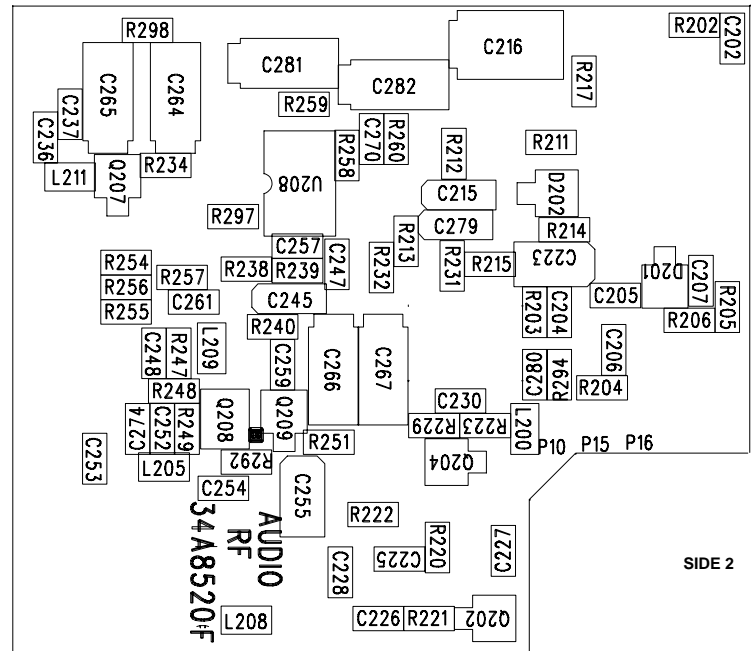 R298
C281
C216
R202
C202
C265
C264
C282
R217
C237
C236
R259
R258
C270
R260
R212
R211
L211
Q207
R234
U208
C215
D202
R297
C279
R214
C257
R213
R254
R257
R238
R239
C247
R232
R231
R215
C223
D201
C207
R256
C261
C245
C205
R205
R255
R240
R203
C204
R206
C248
R247
L209
C259
C266
C267
C206
R248
C280
R294
R204
C274
C252
R249
Q208
Q209
C230
R229
R223
L200
P10
P15
P16
C253
L205
R292
R251
Q204
C254
C255
R222
AUDIO
RF
34A8520F
R220
C227
C228
C225
SIDE 2
L208
C226
R221
Q202